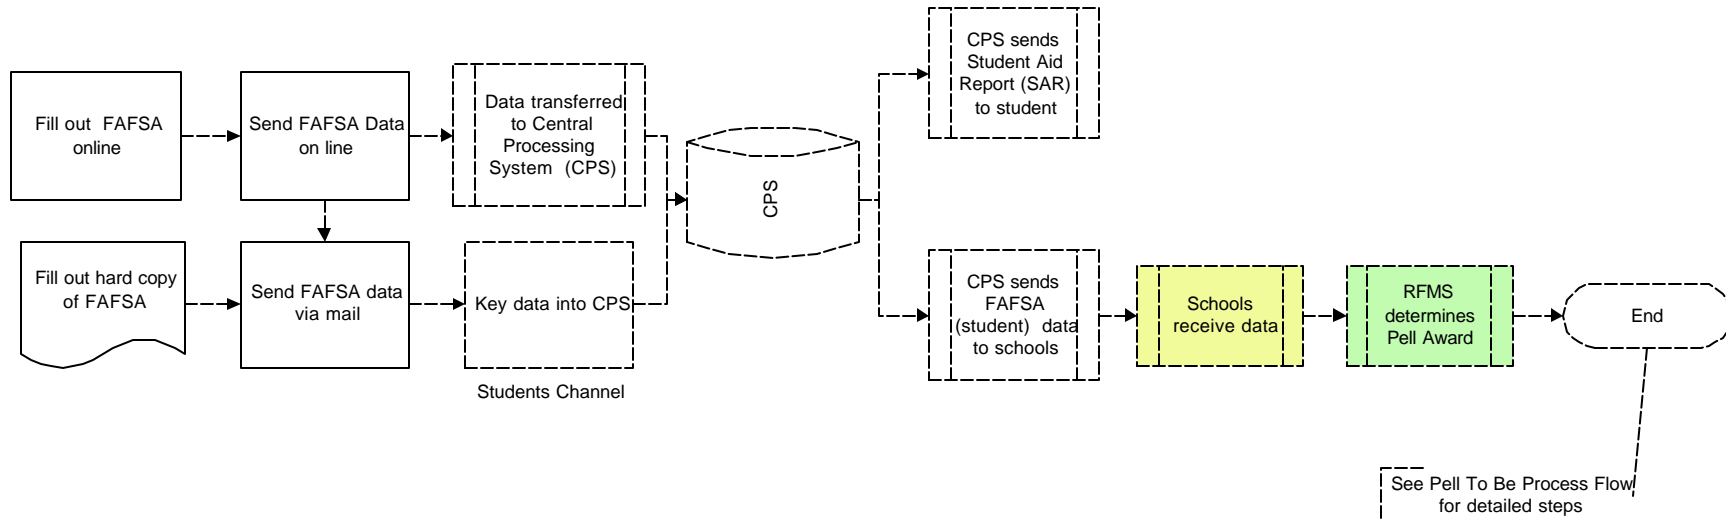 Fill out FAFSA
online
Send FAFSA Data
on line
Data transferred
to Central
Processing
System (CPS)
CPS
CPS sends
Student Aid
Report (SAR)
to student
Fill out hard copy
of FAFSA
Send FAFSA data
via mail
Key data into CPS
Students Channel
CPS sends
FAFSA
(student) data
to schools
Schools
receive data
RFMS
determines
Pell Award
End
See Pell To Be Process Flow
for detailed steps